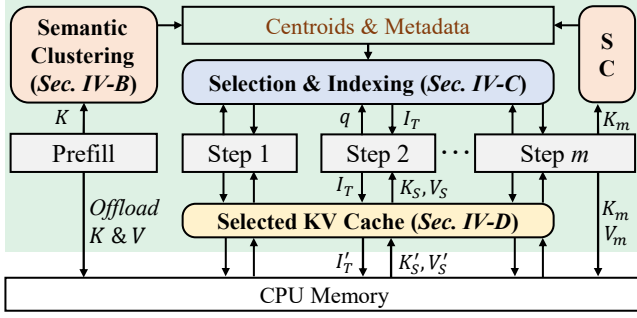 Semantic
Clustering
(Sec. IV-B)
Centroids & Metadata
S
C
Selection & Indexing (Sec. IV-C)
K
q
I_T
K_m
Prefill
Step 1
Step 2
···
Step m
Offload
K & V
I_T
K_S, V_S
K_m
V_m
Selected KV Cache (Sec. IV-D)
I'_T
K'_S, V'_S
CPU Memory